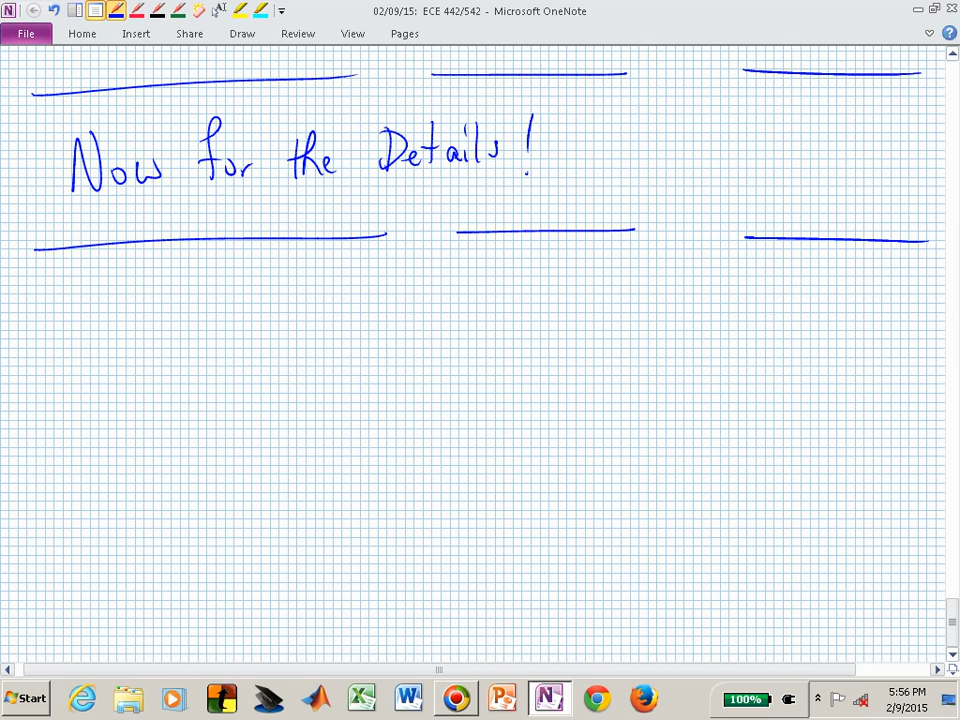 02/09/15: ECE 442/542 - Microsoft OneNote
File Home Insert Share Draw Review View Pages
Now for the Details!
Start 100% 5:56 PM
2/9/2015